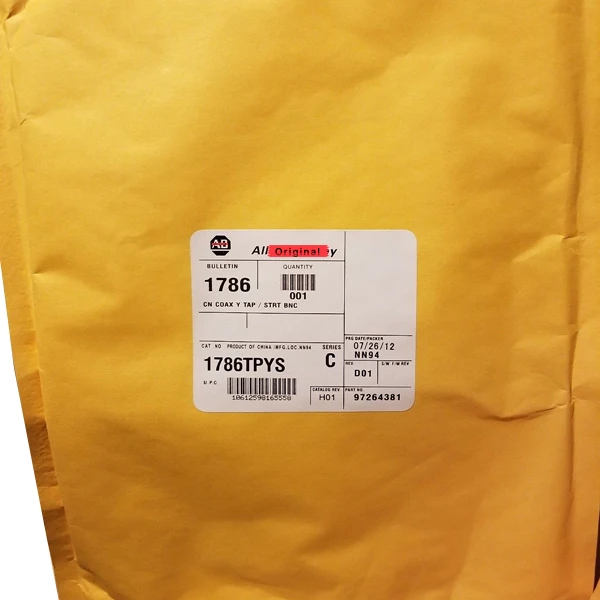 AB
All Original ey
BULLETIN
QUANTITY
1786
001
CN COAX Y TAP / STRT BNC
CAT NO PRODUCT OF CHINA /MFG.LOC.NN94
SERIES
1786TPYS
C
PKG DATE/PACKER
07/26/12
NN94
REV
S/W F/W REV
D01
U.P.C.
10612598165558
CATALOG REV
H01
PART NO
97264381